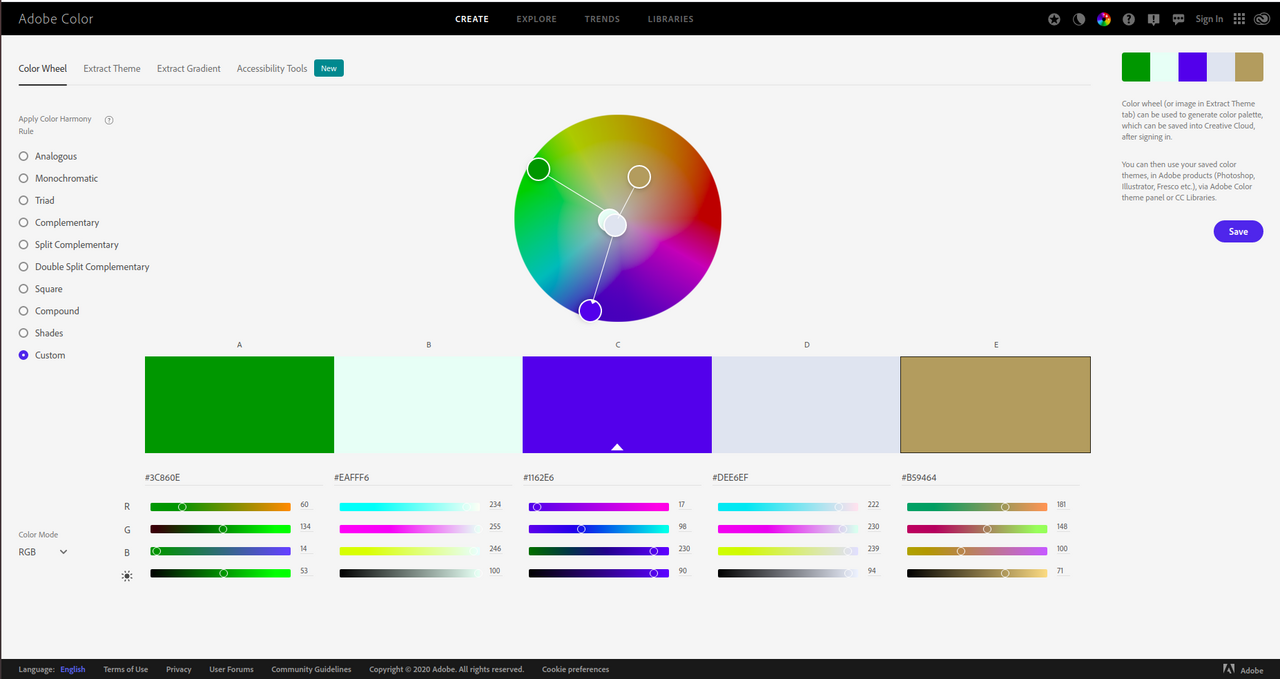 Adobe Color
CREATE EXPLORE TRENDS LIBRARIES
Sign In
Color Wheel Extract Theme Extract Gradient Accessibility Tools New
Apply Color Harmony
Rule
?
Analogous
Monochromatic
Triad
Complementary
Split Complementary
Double Split Complementary
Square
Compound
Shades
Custom
Color wheel (or image in Extract Theme
tab) can be used to generate color palette,
which can be saved into Creative Cloud,
after signing in.
You can then use your saved color
themes, in Adobe products (Photoshop,
Illustrator, Fresco etc.), via Adobe Color
theme panel or CC Libraries.
Save
A B C D E
#3C860E #EAFFF6 #1162E6 #DEE6EF #B59464
R 60 234 17 222 181
G 134 255 98 230 148
B 14 246 230 239 100
53 100 90 94 71
Color Mode
RGB
Language: English Terms of Use Privacy User Forums Community Guidelines Copyright © 2020 Adobe. All rights reserved. Cookie preferences Adobe